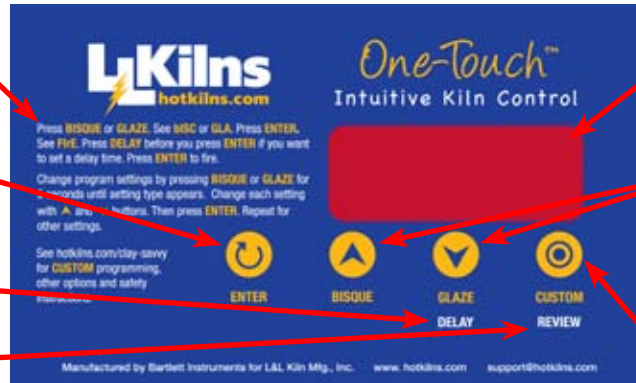 L&L Kilns
hotkilns.com
One-Touch™
Intuitive Kiln Control
Press BISQUE or GLAZE. See bISC or GLA. Press ENTER.
See FIrE. Press DELAY before you press ENTER if you want
to set a delay time. Press ENTER to fire.
Change program settings by pressing BISQUE or GLAZE for
seconds until setting type appears. Change each setting
with and buttons. Then press ENTER. Repeat for
other settings.
See hotkilns.com/clay-savvy
for CUSTOM programming,
other options and safety
instructions.
ENTER BISQUE GLAZE CUSTOM
DELAY REVIEW
Manufactured by Bartlett Instruments for L&L Kiln Mfg., Inc. www.hotkilns.com support@hotkilns.com